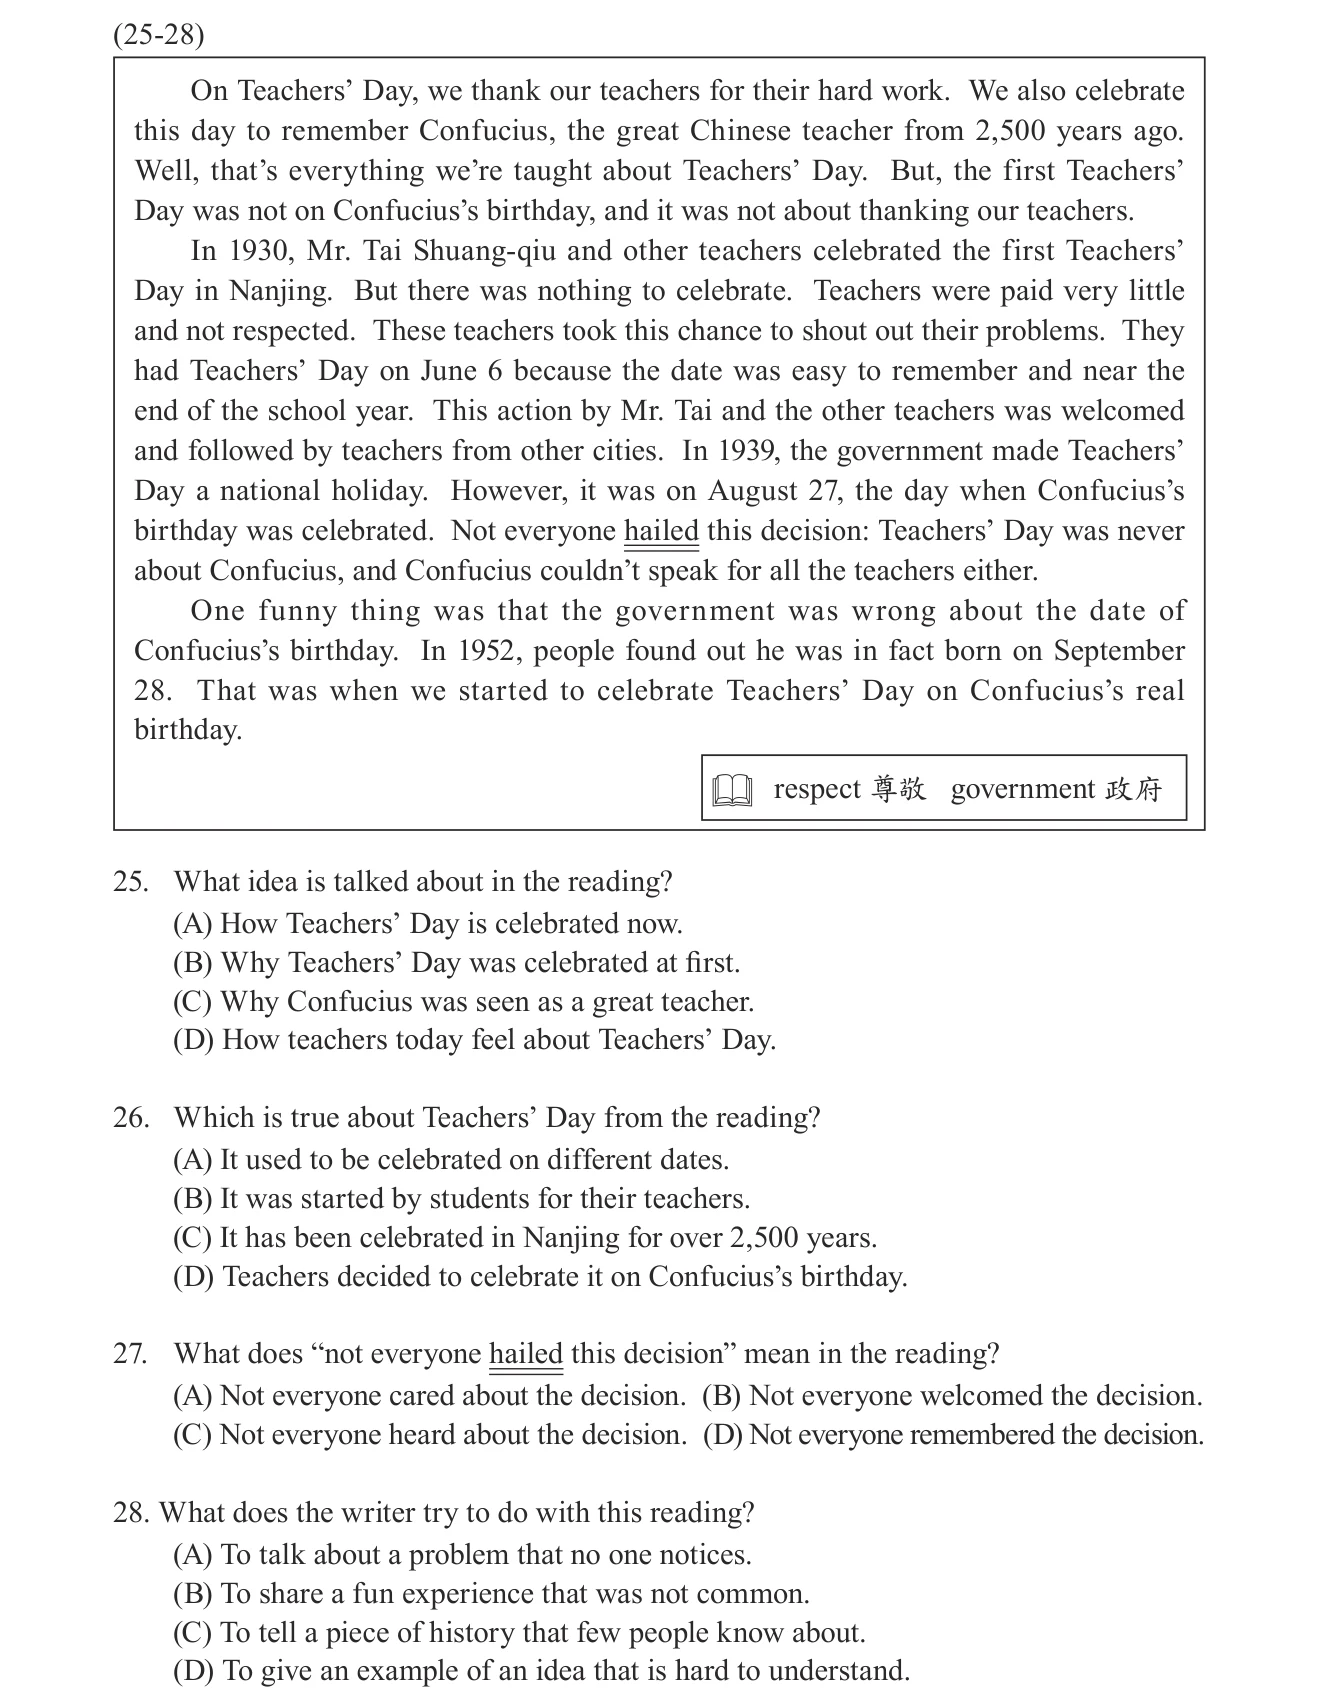 (25-28)
On Teachers’ Day, we thank our teachers for their hard work. We also celebrate
this day to remember Confucius, the great Chinese teacher from 2,500 years ago.
Well, that’s everything we’re taught about Teachers’ Day. But, the first Teachers’
Day was not on Confucius’s birthday, and it was not about thanking our teachers.
In 1930, Mr. Tai Shuang-qiu and other teachers celebrated the first Teachers’
Day in Nanjing. But there was nothing to celebrate. Teachers were paid very little
and not respected. These teachers took this chance to shout out their problems. They
had Teachers’ Day on June 6 because the date was easy to remember and near the
end of the school year. This action by Mr. Tai and the other teachers was welcomed
and followed by teachers from other cities. In 1939, the government made Teachers’
Day a national holiday. However, it was on August 27, the day when Confucius’s
birthday was celebrated. Not everyone hailed this decision: Teachers’ Day was never
about Confucius, and Confucius couldn’t speak for all the teachers either.
One funny thing was that the government was wrong about the date of
Confucius’s birthday. In 1952, people found out he was in fact born on September
28. That was when we started to celebrate Teachers’ Day on Confucius’s real
birthday.
respect 尊敬 government 政府
25. What idea is talked about in the reading?
(A) How Teachers’ Day is celebrated now.
(B) Why Teachers’ Day was celebrated at first.
(C) Why Confucius was seen as a great teacher.
(D) How teachers today feel about Teachers’ Day.
26. Which is true about Teachers’ Day from the reading?
(A) It used to be celebrated on different dates.
(B) It was started by students for their teachers.
(C) It has been celebrated in Nanjing for over 2,500 years.
(D) Teachers decided to celebrate it on Confucius’s birthday.
27. What does “not everyone hailed this decision” mean in the reading?
(A) Not everyone cared about the decision. (B) Not everyone welcomed the decision.
(C) Not everyone heard about the decision. (D) Not everyone remembered the decision.
28. What does the writer try to do with this reading?
(A) To talk about a problem that no one notices.
(B) To share a fun experience that was not common.
(C) To tell a piece of history that few people know about.
(D) To give an example of an idea that is hard to understand.